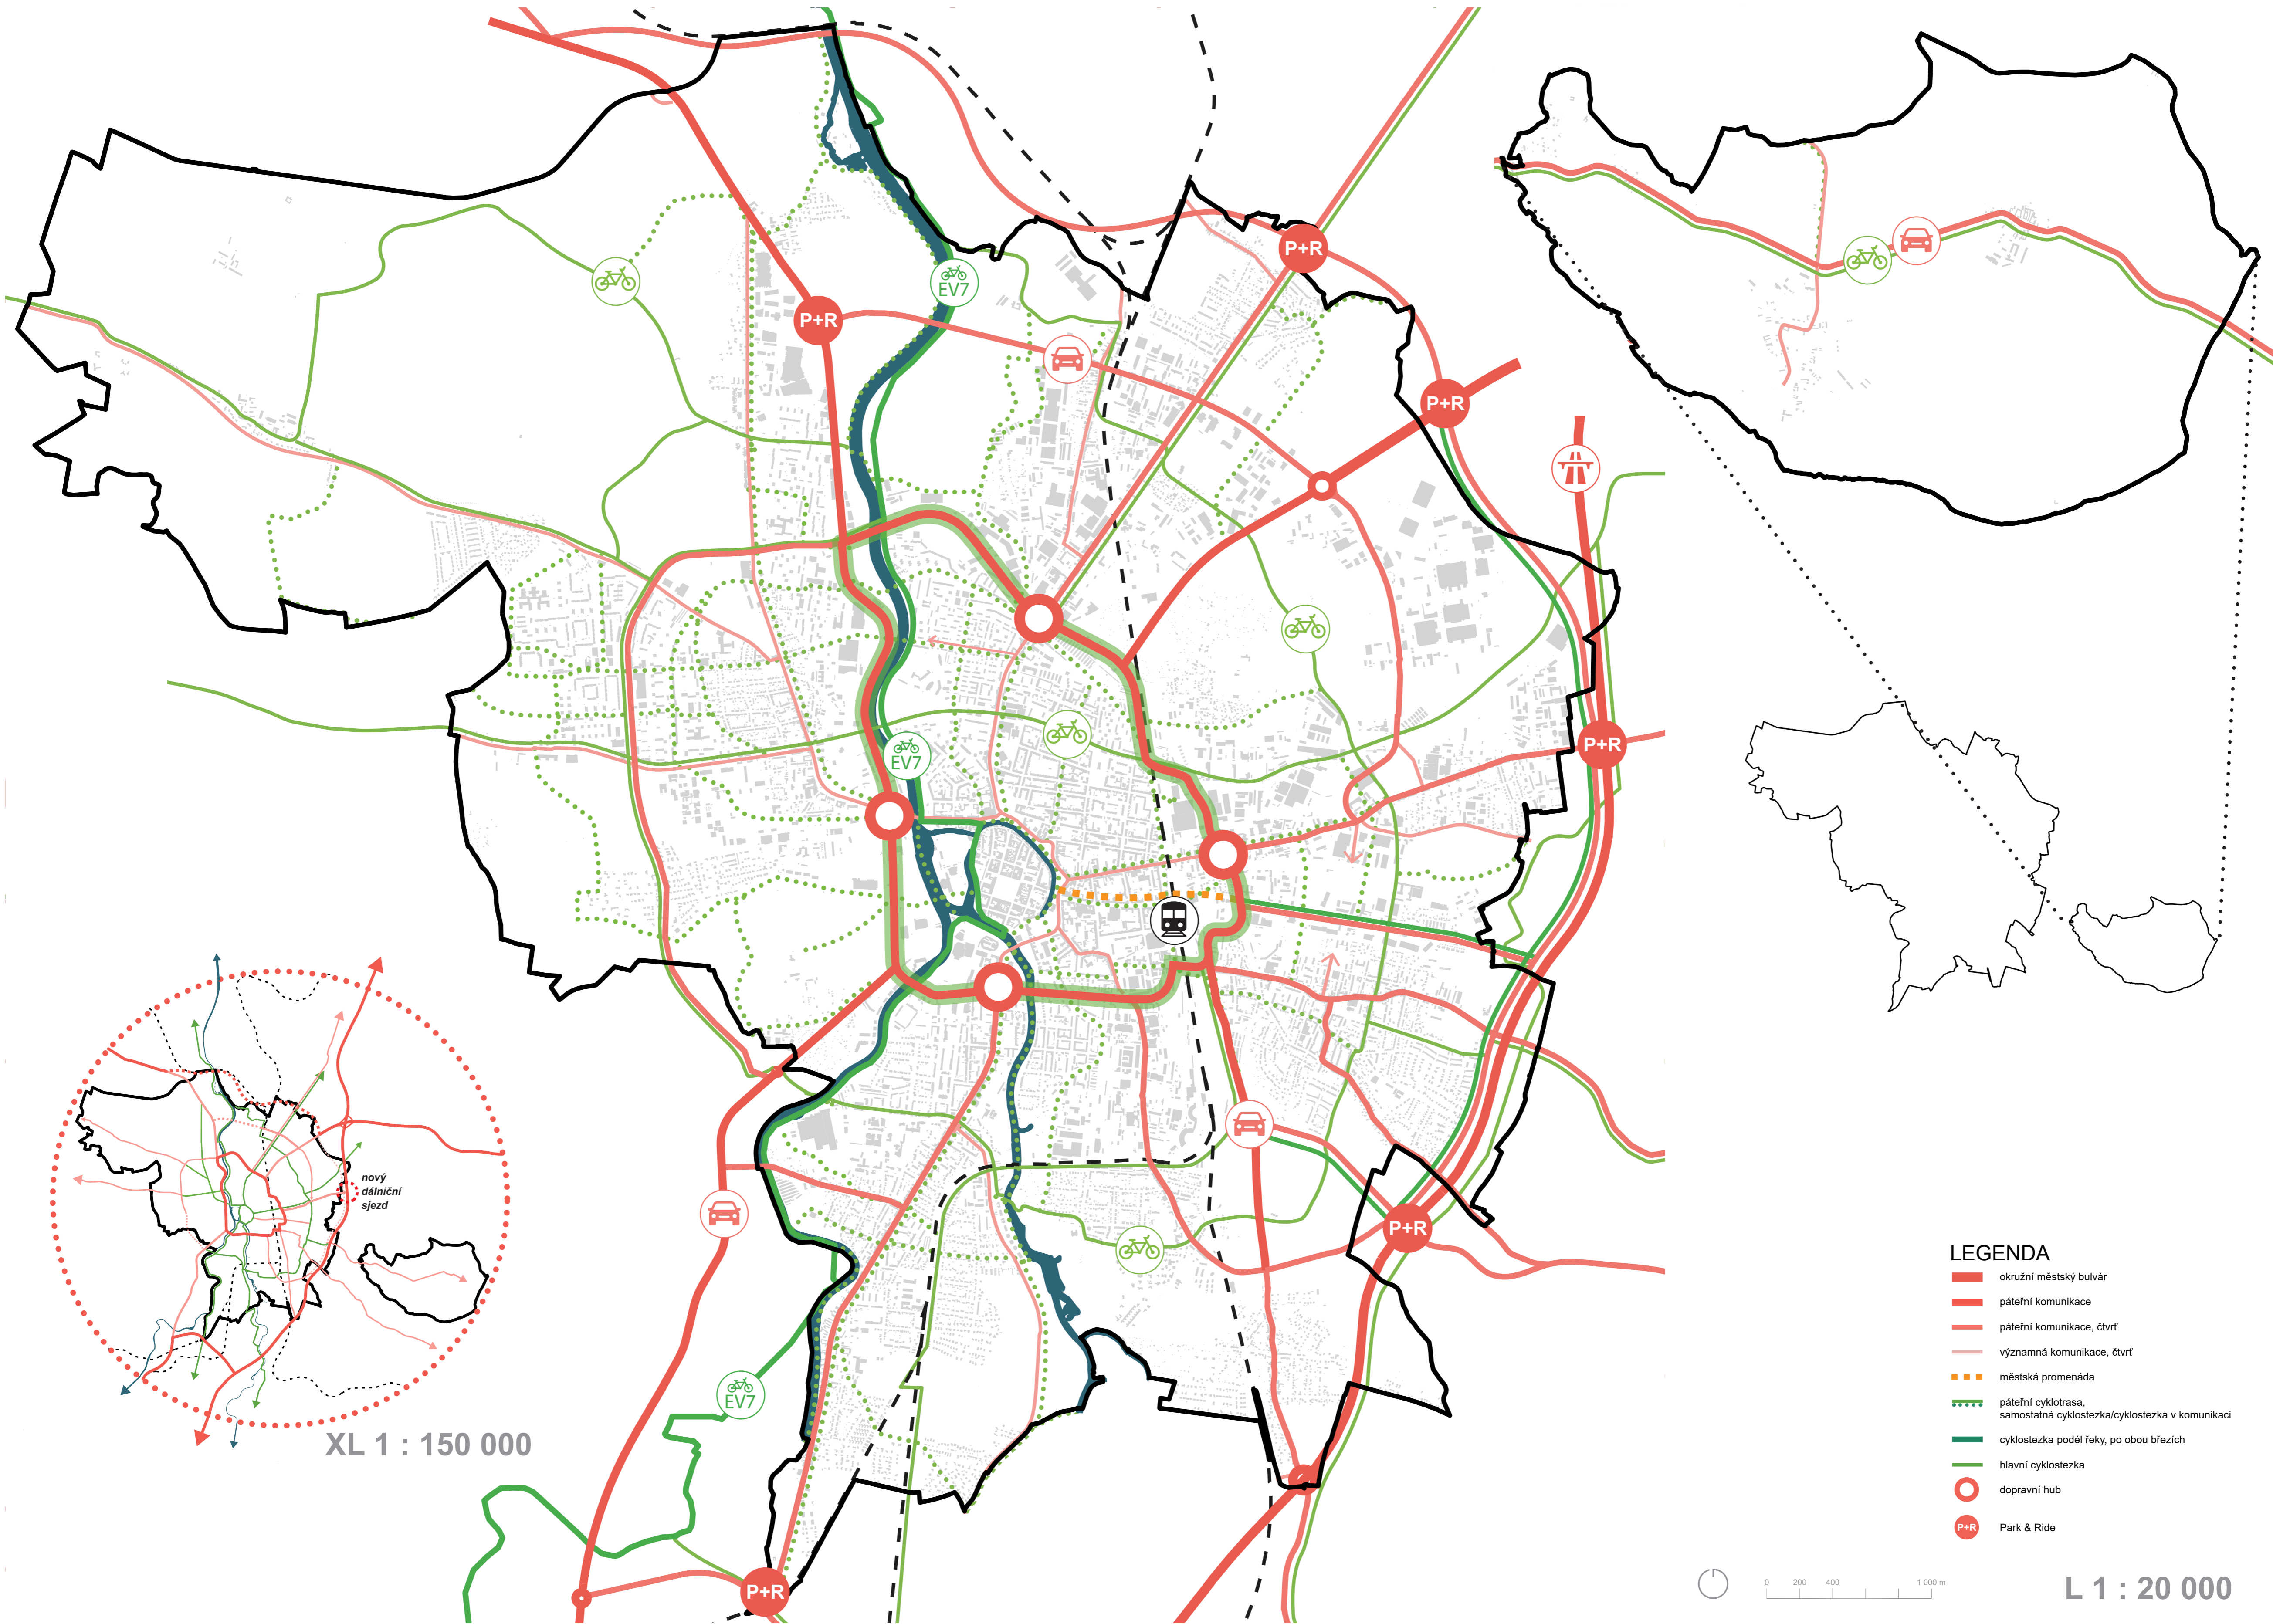 P+R
EV7
P+R
P+R
P+R
EV7
P+R
nový
dálniční
sjezd
P+R
EV7
XL 1 : 150 000
P+R
LEGENDA
okružní městský bulvár
páteřní komunikace
páteřní komunikace, čtvrť
významná komunikace, čtvrť
městská promenáda
páteřní cyklotrasa,
samostatná cyklostezka/cyklostezka v komunikaci
cyklostezka podél řeky, po obou březích
hlavní cyklostezka
dopravní hub
P+R Park & Ride
0 200 400 1 000 m
L 1 : 20 000